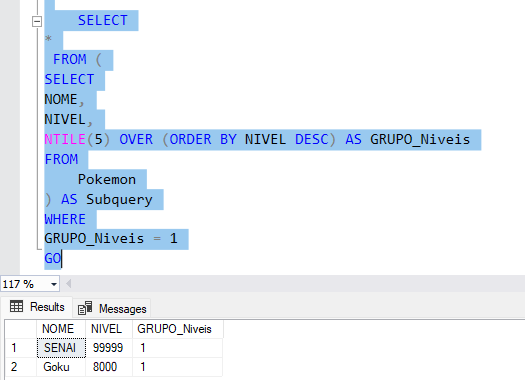 SELECT
*
FROM (
SELECT
NOME,
NIVEL,
NTILE(5) OVER (ORDER BY NIVEL DESC) AS GRUPO_Niveis
FROM
Pokemon
) AS Subquery
WHERE
GRUPO_Niveis = 1
GO
117 %
Results Messages
NOME NIVEL GRUPO_Niveis
1 SENAI 99999 1
2 Goku 8000 1